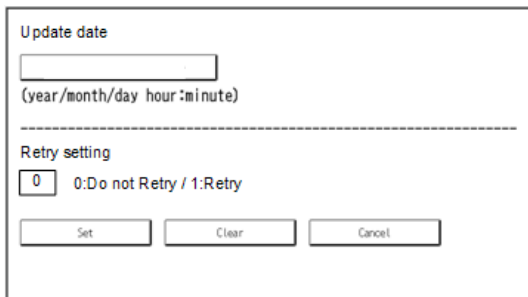 Update date
(year/month/day hour:minute)
Retry setting
0 0:Do not Retry / 1:Retry
Set Clear Cancel